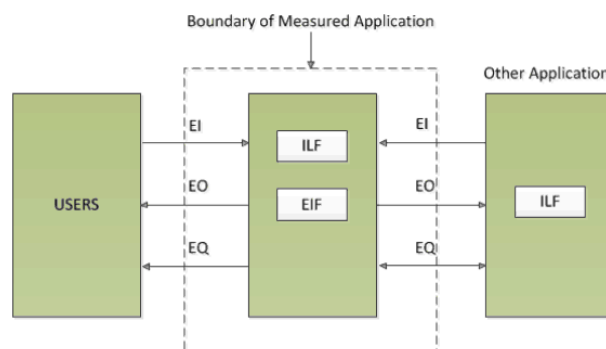 Boundary of Measured Application
Other Application
USERS
EI
EO
EQ
ILF
EIF
EI
EO
EQ
ILF